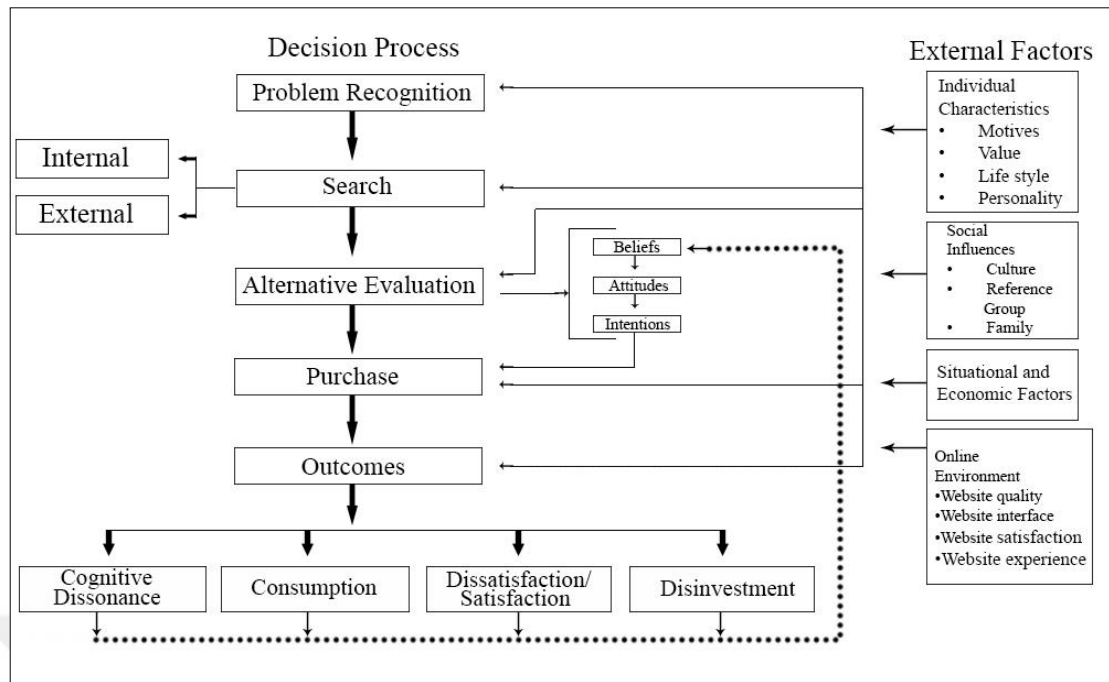 Decision Process
Problem Recognition
Internal
External
Search
Alternative Evaluation
Beliefs
Attitudes
Intentions
Purchase
Outcomes
Cognitive
Dissonance
Consumption
Dissatisfaction/
Satisfaction
Disinvestment
External Factors
Individual
Characteristics
• Motives
• Value
• Life style
• Personality
Social
Influences
• Culture
• Reference
Group
• Family
Situational and
Economic Factors
Online
Environment
•Website quality
•Website interface
•Website satisfaction
•Website experience